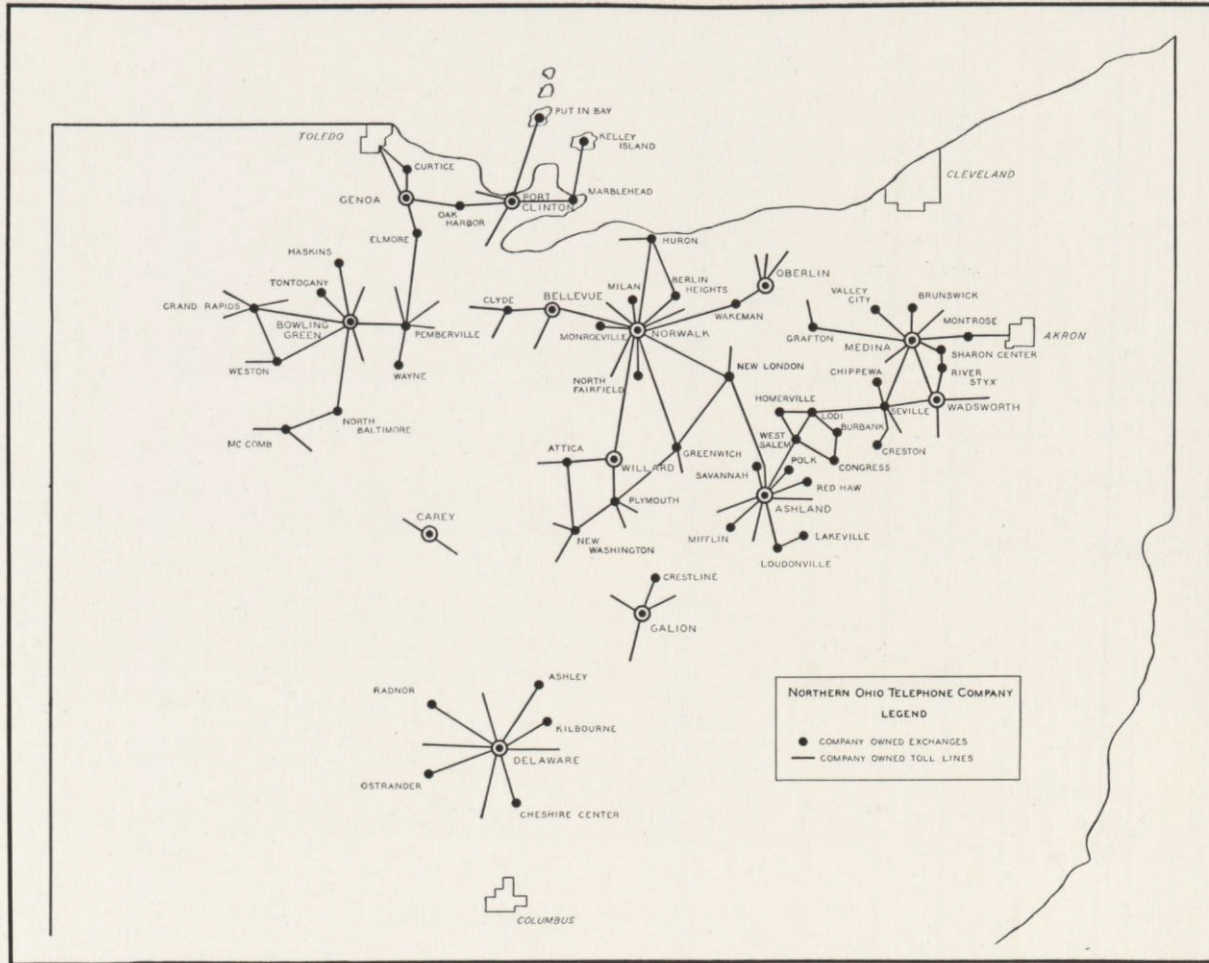 PUT IN BAY
TOLEDO
KELLEY
ISLAND
CURTICE
CLEVELAND
GENOA
OAK
HARBOR
PORT
CLINTON
MARBLEHEAD
ELMORE
HURON
HASKINS
TONTOGANY
GRAND RAPIDS
BOWLING
GREEN
PEMBERVILLE
WESTON
WAYNE
NORTH
BALTIMORE
MC COMB
CLYDE
BELLEVUE
MILAN
BERLIN
HEIGHTS
OBERLIN
WAKEMAN
MONROEVILLE
NORWALK
NORTH
FAIRFIELD
NEW LONDON
VALLEY
CITY
BRUNSWICK
MONTROSE
AKRON
GRAFTON
MEDINA
SHARON CENTER
CHIPPEWA
RIVER
STYX
HOMERVILLE
LODI
SEVILLE
WADSWORTH
BURBANK
WEST
SALEM
CRESTON
CONGRESS
ATTICA
WILLARD
GREENWICH
SAVANNAH
POLK
RED HAW
PLYMOUTH
ASHLAND
CAREY
NEW
WASHINGTON
MIFFLIN
LAKEVILLE
LOUDONVILLE
CRESTLINE
GALION
RADNOR
ASHLEY
KILBOURNE
DELAWARE
OSTRANDER
CHESHIRE CENTER
NORTHERN OHIO TELEPHONE COMPANY
LEGEND
COMPANY OWNED EXCHANGES
COMPANY OWNED TOLL LINES
COLUMBUS